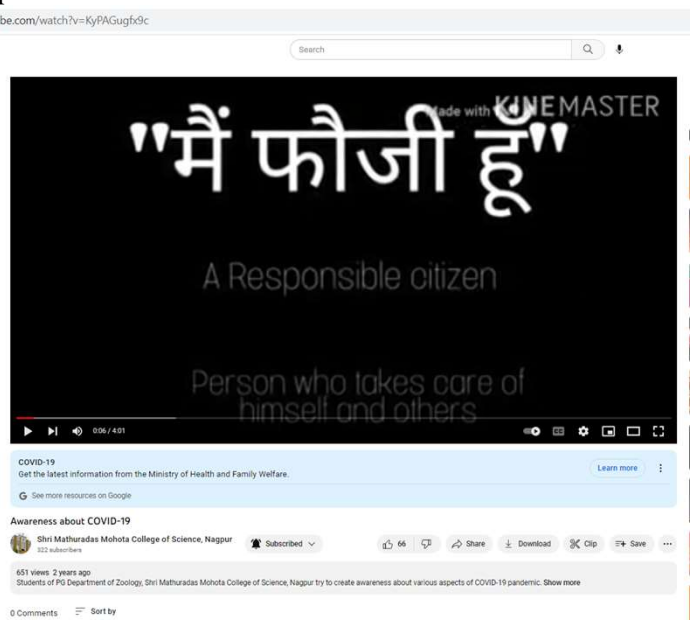 be.com/watch?v=KyPAGugfx9c
Search
Made with KINEMASTER
"मैं फौजी हूँ"
A Responsible citizen
Person who takes care of
himself and others
0:06 / 4:01
COVID-19
Get the latest information from the Ministry of Health and Family Welfare.
Learn more
G See more resources on Google
Awareness about COVID-19
Shri Mathuradas Mohota College of Science, Nagpur
322 subscribers
Subscribed
66
Share
Download
Clip
Save
651 views 2 years ago
Students of PG Department of Zoology, Shri Mathuradas Mohota College of Science, Nagpur try to create awareness about various aspects of COVID-19 pandemic. Show more
0 Comments
Sort by